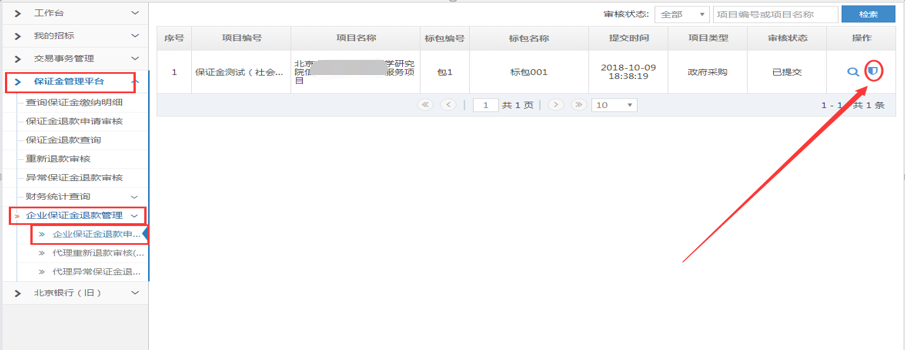 工作台
我的招标
交易事务管理
保证金管理平台
查询保证金缴纳明细
保证金退款申请审核
保证金退款查询
重新退款审核
异常保证金退款审核
财务统计查询
企业保证金退款管理
企业保证金退款申...
代理重新退款审核(...
代理异常保证金退...
北京银行（旧）
审核状态: 全部 项目编号或项目名称 检索
序号 项目编号 项目名称 标包编号 标包名称 提交时间 项目类型 审核状态 操作
1 保证金测试（社会... 北京 学研究 包1 标包001 2018-10-09 政府采购 已提交
院信 服务项 18:38:19
目
1 共 1 页 10 1 - 1 共 1 条